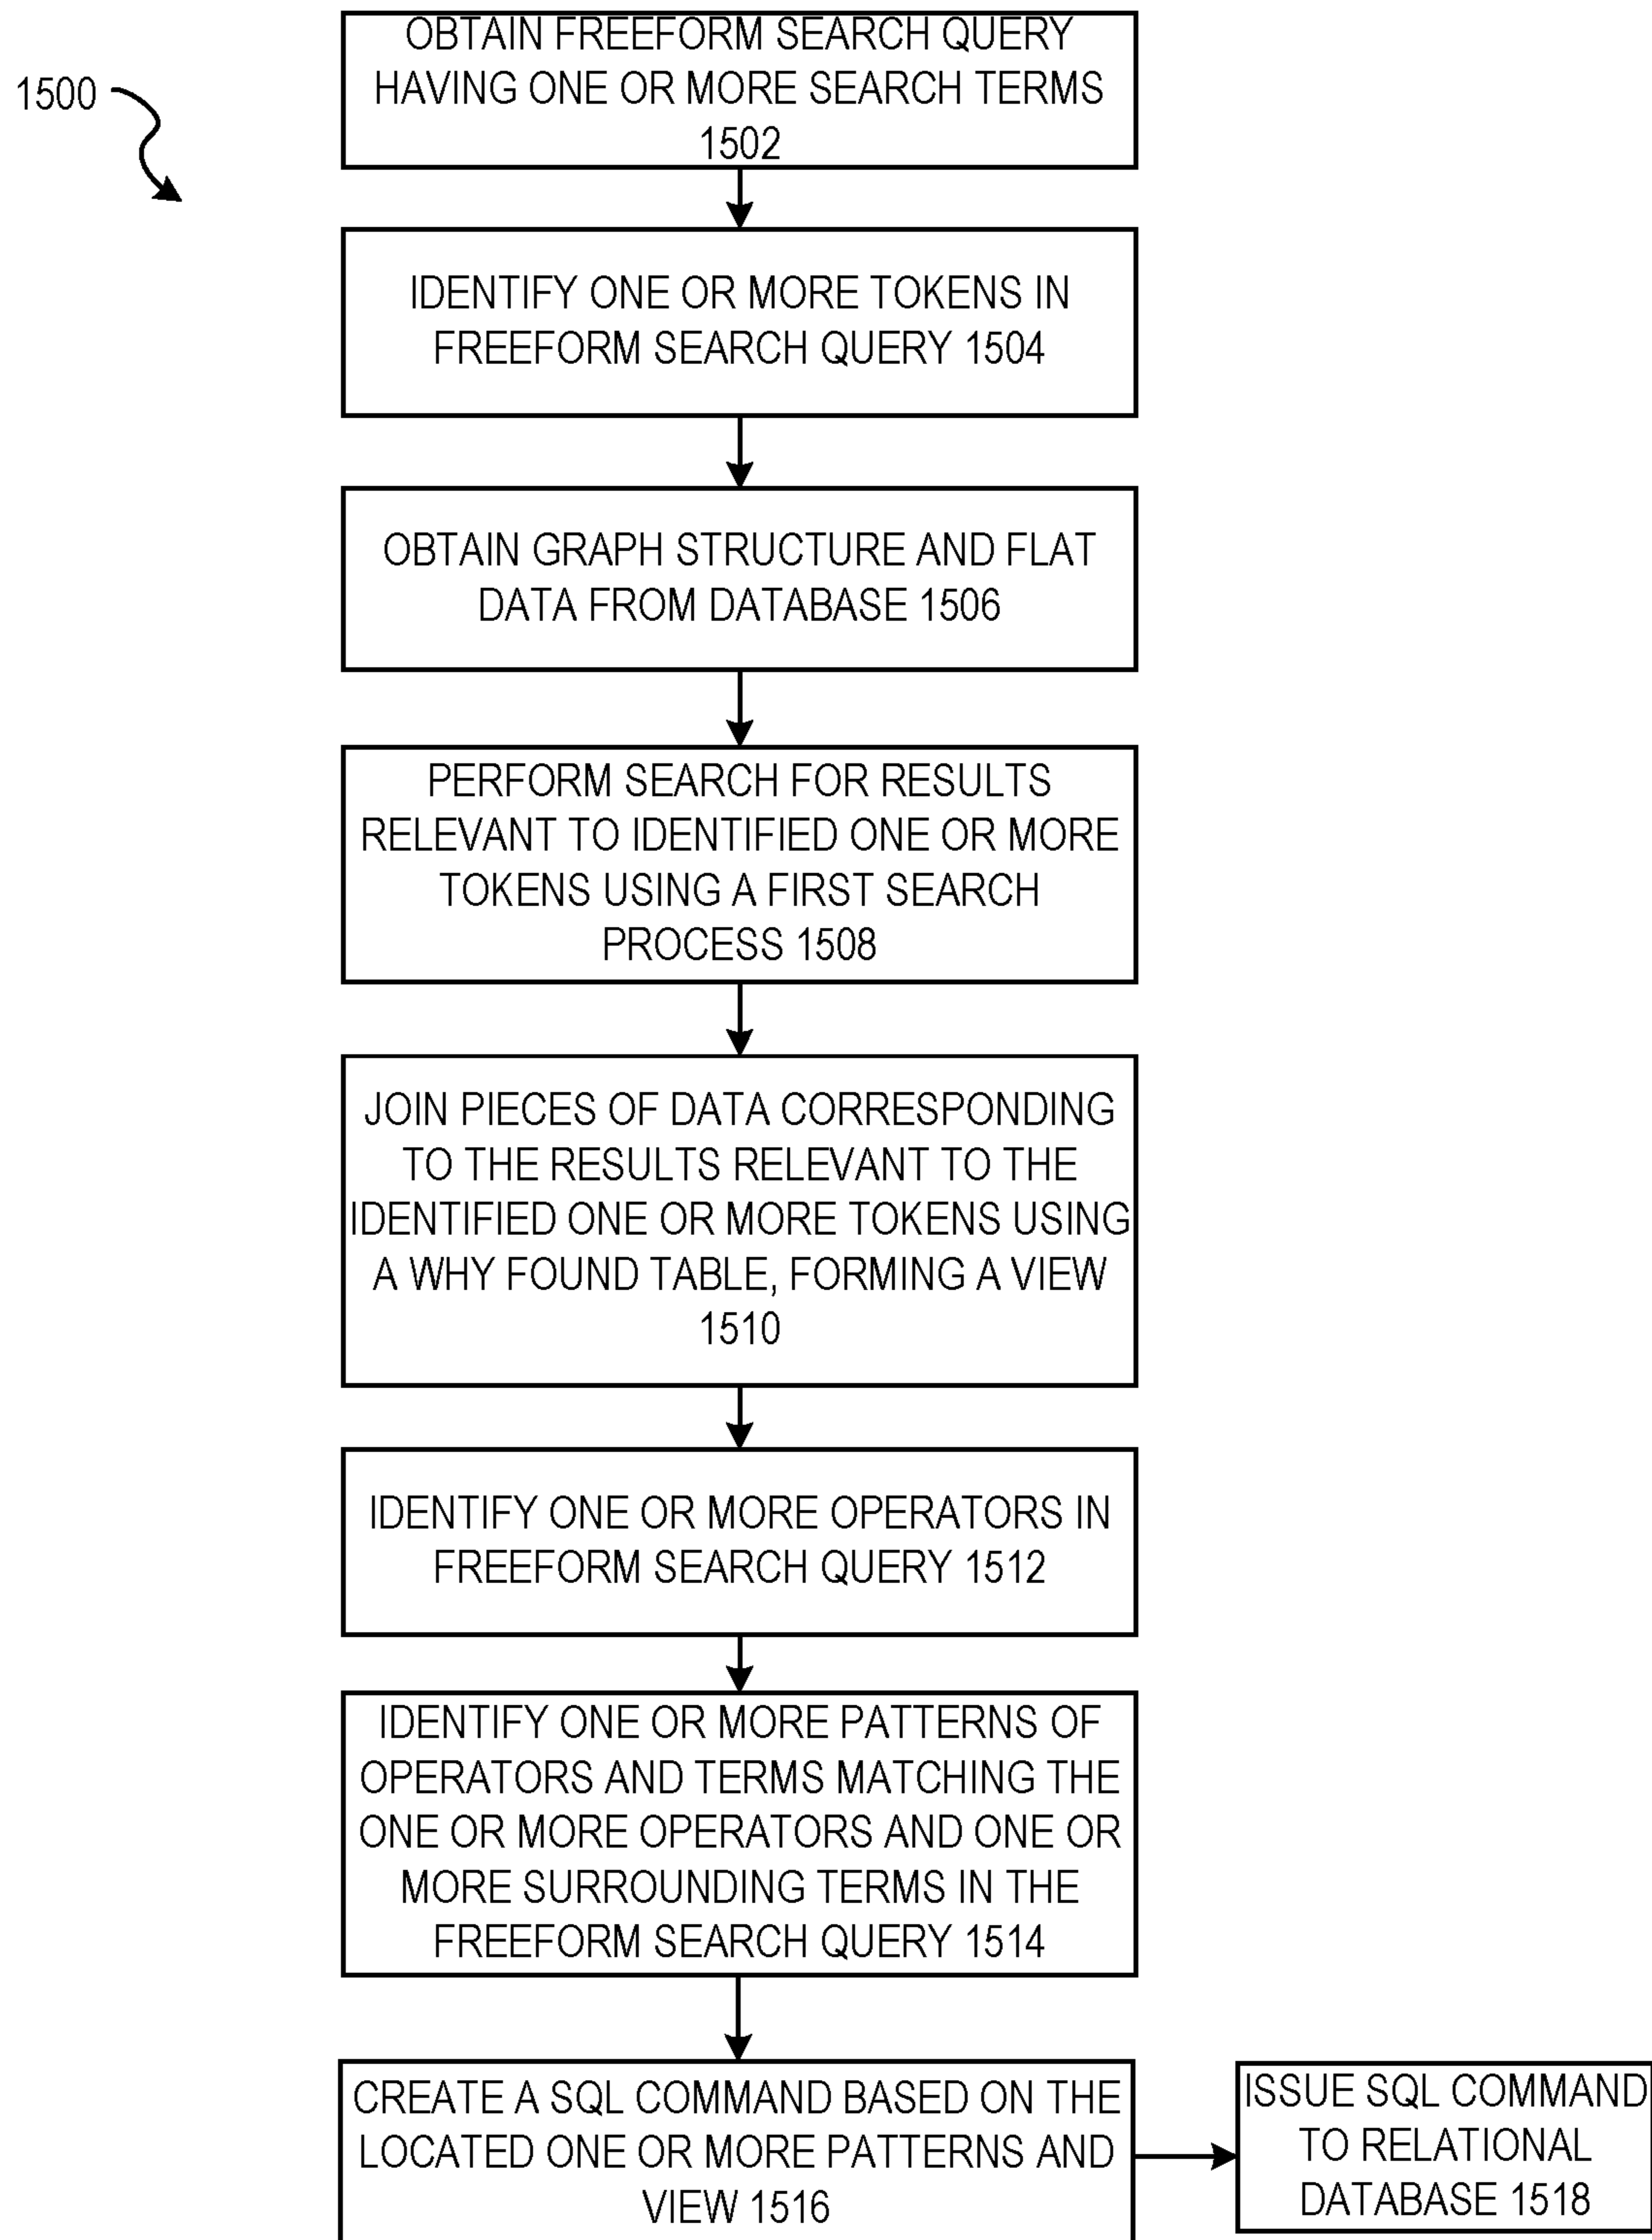 1500
OBTAIN FREEFORM SEARCH QUERY
HAVING ONE OR MORE SEARCH TERMS
1502
IDENTIFY ONE OR MORE TOKENS IN
FREEFORM SEARCH QUERY 1504
OBTAIN GRAPH STRUCTURE AND FLAT
DATA FROM DATABASE 1506
PERFORM SEARCH FOR RESULTS
RELEVANT TO IDENTIFIED ONE OR MORE
TOKENS USING A FIRST SEARCH
PROCESS 1508
JOIN PIECES OF DATA CORRESPONDING
TO THE RESULTS RELEVANT TO THE
IDENTIFIED ONE OR MORE TOKENS USING
A WHY FOUND TABLE, FORMING A VIEW
1510
IDENTIFY ONE OR MORE OPERATORS IN
FREEFORM SEARCH QUERY 1512
IDENTIFY ONE OR MORE PATTERNS OF
OPERATORS AND TERMS MATCHING THE
ONE OR MORE OPERATORS AND ONE OR
MORE SURROUNDING TERMS IN THE
FREEFORM SEARCH QUERY 1514
CREATE A SQL COMMAND BASED ON THE
LOCATED ONE OR MORE PATTERNS AND
VIEW 1516
ISSUE SQL COMMAND
TO RELATIONAL
DATABASE 1518